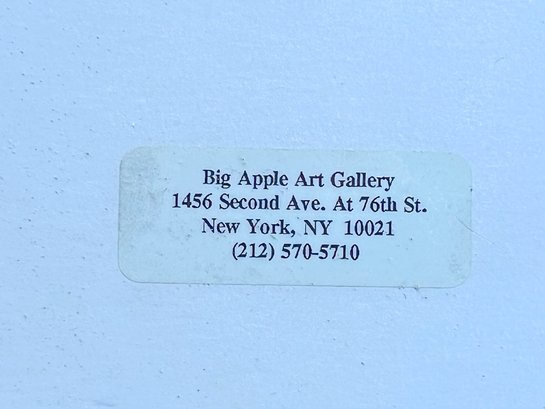 Big Apple Art Gallery
1456 Second Ave. At 76th St.
New York, NY 10021
(212) 570-5710